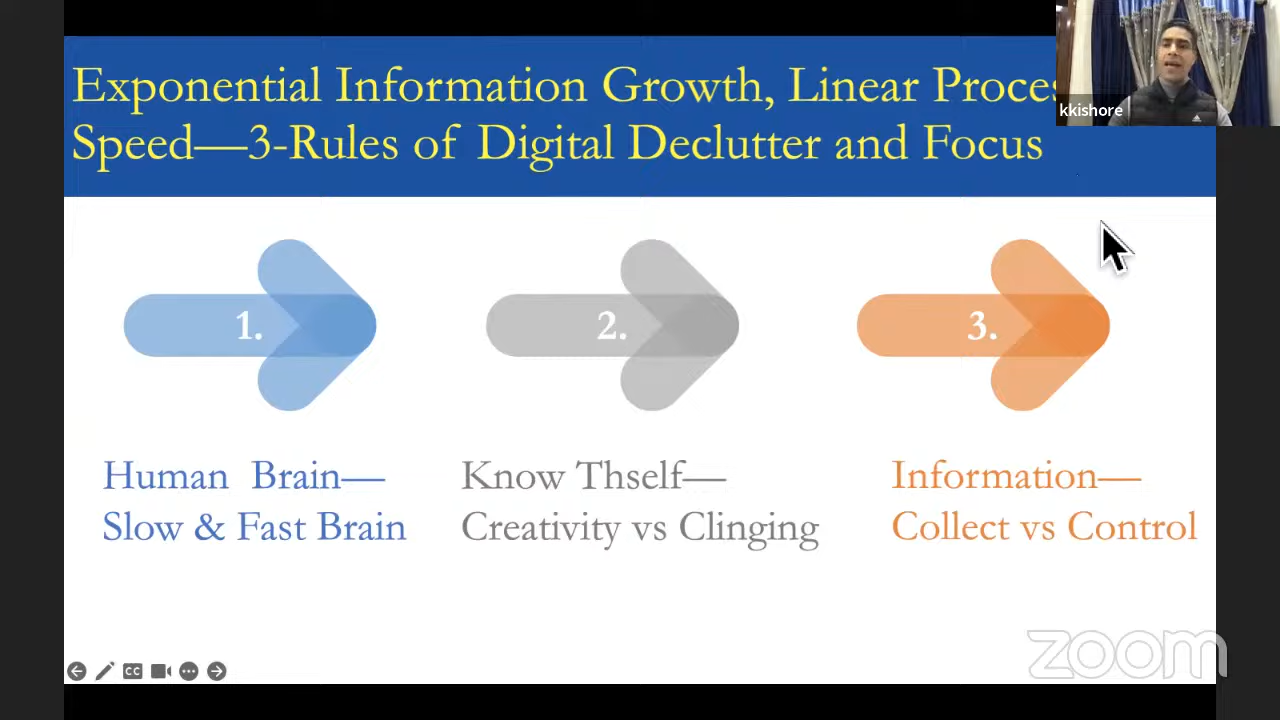 Exponential Information Growth, Linear
Speed—3-Rules of Digital Declutter and Focus
kkishore
1.
2.
3.
Human Brain—
Slow & Fast Brain
Know Thself—
Creativity vs Clinging
Information—
Collect vs Control
CC
zoom